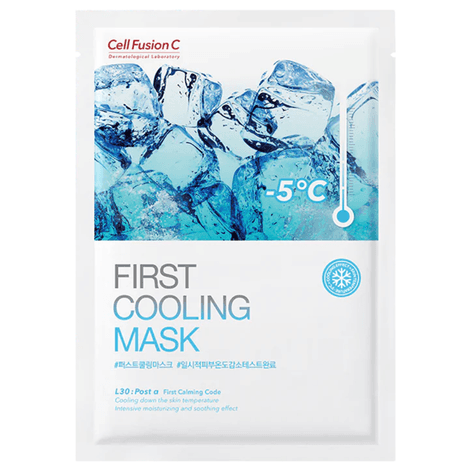 Cell Fusion C
Dermatological Laboratory
-5°C
FIRST
COOLING
MASK
#퍼스트쿨링마스크 #일시적피부온도감소테스트완료
L30 : Post α First Calming Code
Cooling down the skin temperature
Intensive moisturizing and soothing effect